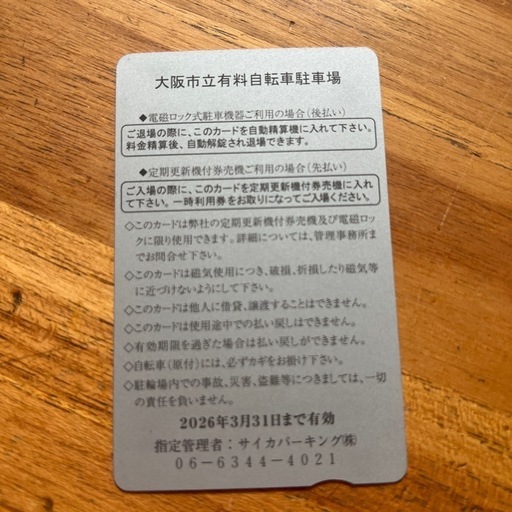 大阪市立有料自転車駐車場
◆電磁ロック式駐車機器ご利用の場合(後払い)
ご退場の際に、このカードを自動精算機に入れて下さい。
料金精算後、自動解錠され退場できます。
◆定期更新機付券売機ご利用の場合(先払い)
ご入場の際に、このカードを定期更新機付券売機に入れ
て下さい。一時利用券をお取りになってご入場ください。
◇このカードは弊社の定期更新機付券売機及び電磁ロック
に限り使用できます。詳細については、管理事務所ま
でお問合せ下さい。
◇このカードは磁気使用につき、破損、折損したり磁気等
に近づけないようにして下さい。
◇このカードは他人に借貸、譲渡することはできません。
◇このカードは使用途中での払い戻しはできません。
◇有効期限を過ぎた場合は払い戻しができません。
◇自転車(原付)には、必ずカギをお掛け下さい。
◇駐輪場内での事故、災害、盗難等につきましては、一切
の責任を負いません。
2026年3月31日まで有効
指定管理者:サイカパーキング㈱
06-6344-4021